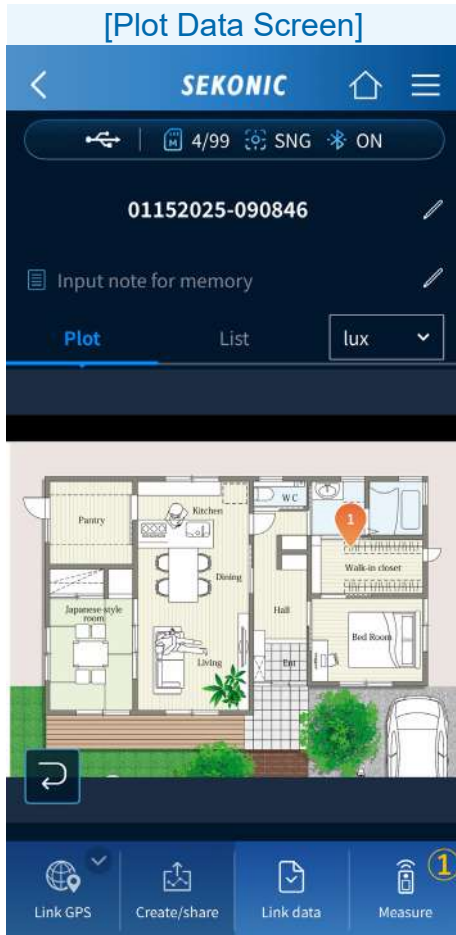 [Plot Data Screen]
SEKONIC
M 4/99 SNG ON
01152025-090846
Input note for memory
Plot List lux
Kitchen
WC
Pantry
1
Walk-in closet
Dining
Japanese-style
room
Hall
Bed Room
Living
Ent
Link GPS Create/share Link data Measure
①